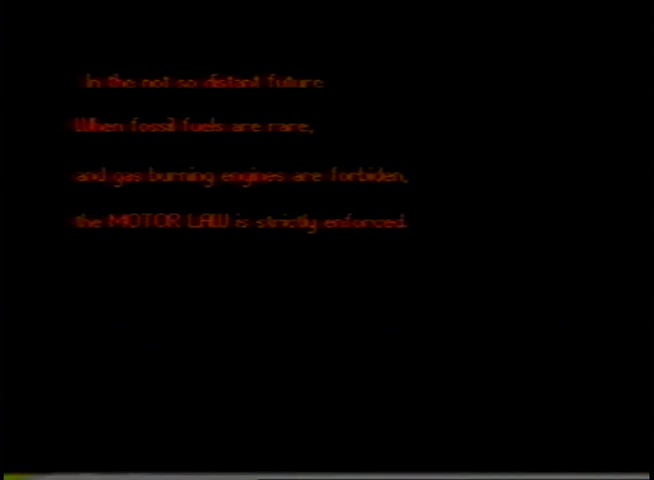 In the not so distant future
When fossil fuels are rare,
and gas burning engines are forbiden,
the MOTOR LAW is strictly enforced.